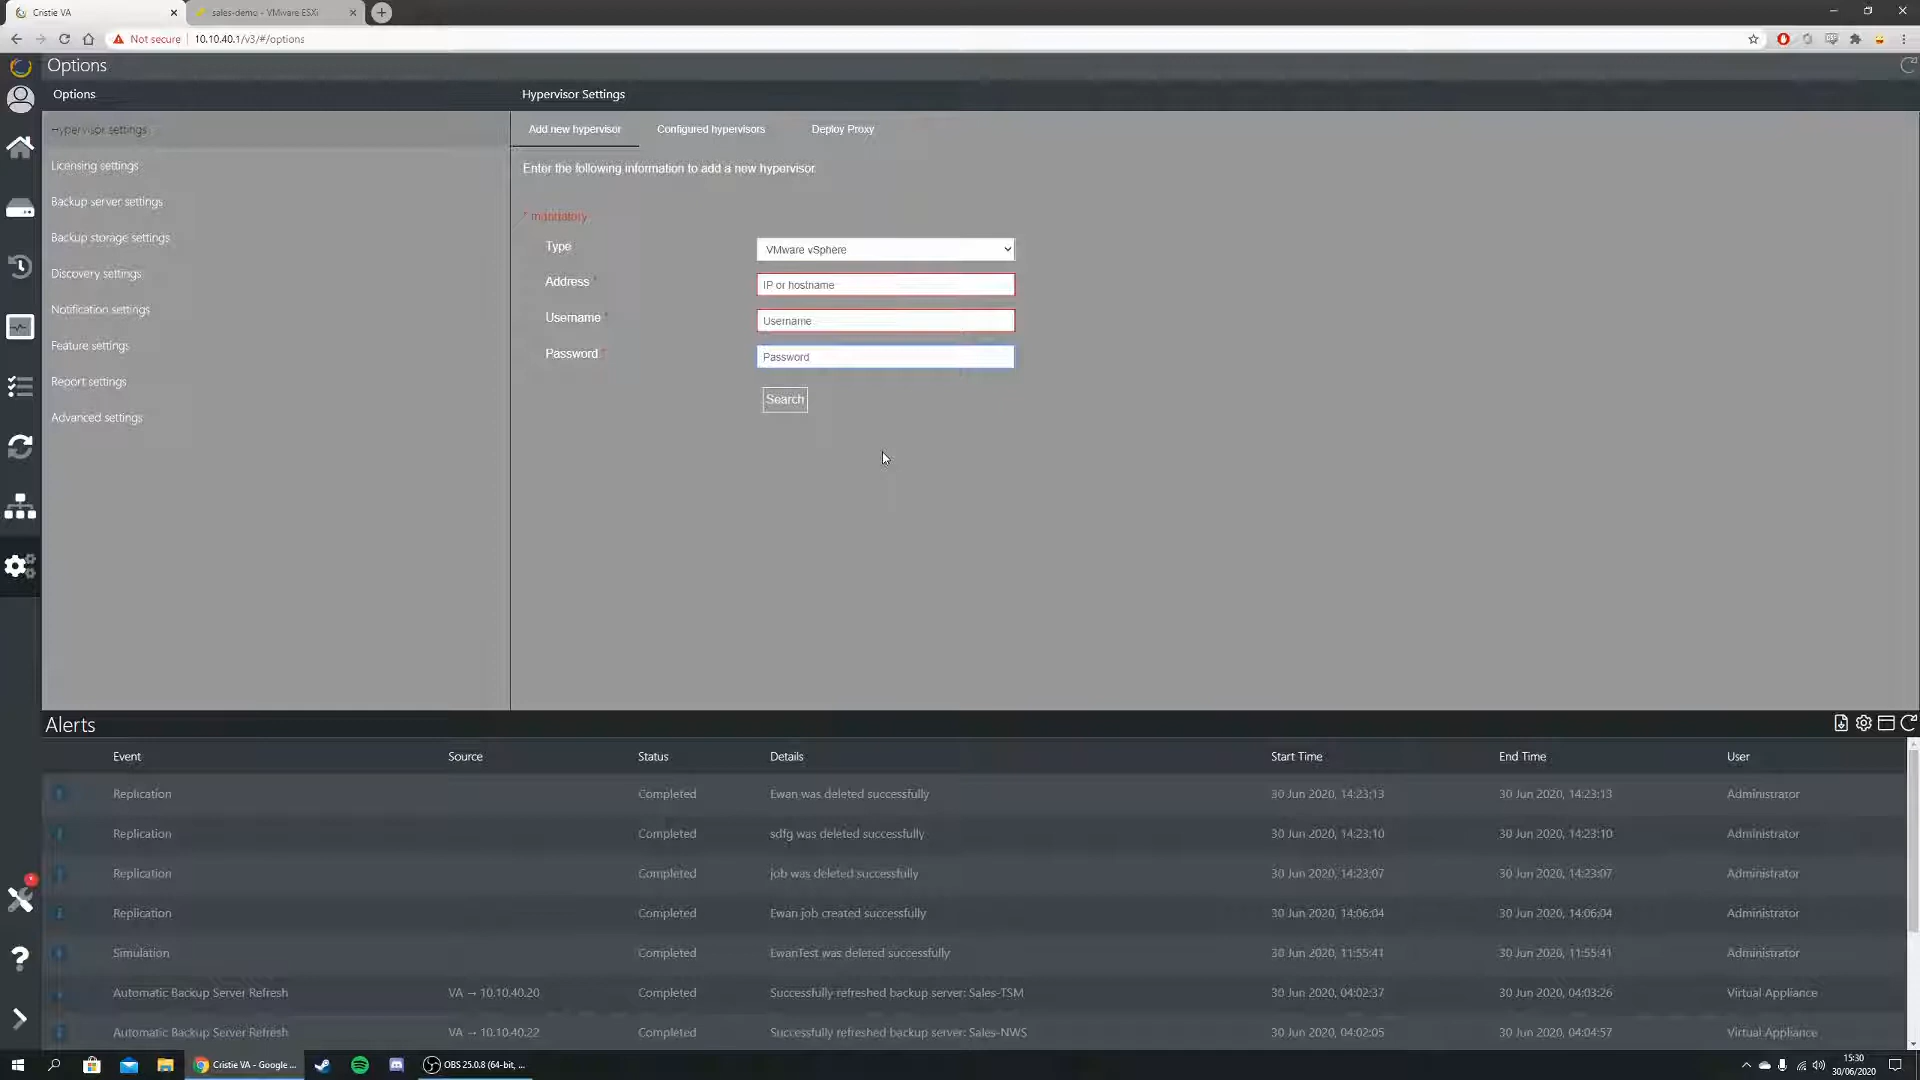 Cristie VA
sales-demo - VMware ESXi
Not secure
10.10.40.1/v3/#/options
Options
Options
Hypervisor Settings
Hypervisor settings
Licensing settings
Backup server settings
Backup storage settings
Discovery settings
Notification settings
Feature settings
Report settings
Advanced settings
Add new hypervisor
Configured hypervisors
Deploy Proxy
Enter the following information to add a new hypervisor.
* mandatory
Type
VMware vSphere
Address *
IP or hostname
Username *
Username
Password *
Password
Search
Alerts
Event Source Status Details Start Time End Time User
Replication Completed Ewan was deleted successfully 30 Jun 2020, 14:23:13 30 Jun 2020, 14:23:13 Administrator
Replication Completed sdfg was deleted successfully 30 Jun 2020, 14:23:10 30 Jun 2020, 14:23:10 Administrator
Replication Completed job was deleted successfully 30 Jun 2020, 14:23:07 30 Jun 2020, 14:23:07 Administrator
Replication Completed Ewan job created successfully 30 Jun 2020, 14:06:04 30 Jun 2020, 14:06:04 Administrator
Simulation Completed EwanTest was deleted successfully 30 Jun 2020, 11:55:41 30 Jun 2020, 11:55:41 Administrator
Automatic Backup Server Refresh VA → 10.10.40.20 Completed Successfully refreshed backup server: Sales-TSM 30 Jun 2020, 04:02:37 30 Jun 2020, 04:03:26 Virtual Appliance
Automatic Backup Server Refresh VA → 10.10.40.22 Completed Successfully refreshed backup server: Sales-NWS 30 Jun 2020, 04:02:05 30 Jun 2020, 04:04:57 Virtual Appliance
Cristie VA - Google ...
OBS 25.0.8 (64-bit, ...
15:30
30/06/2020